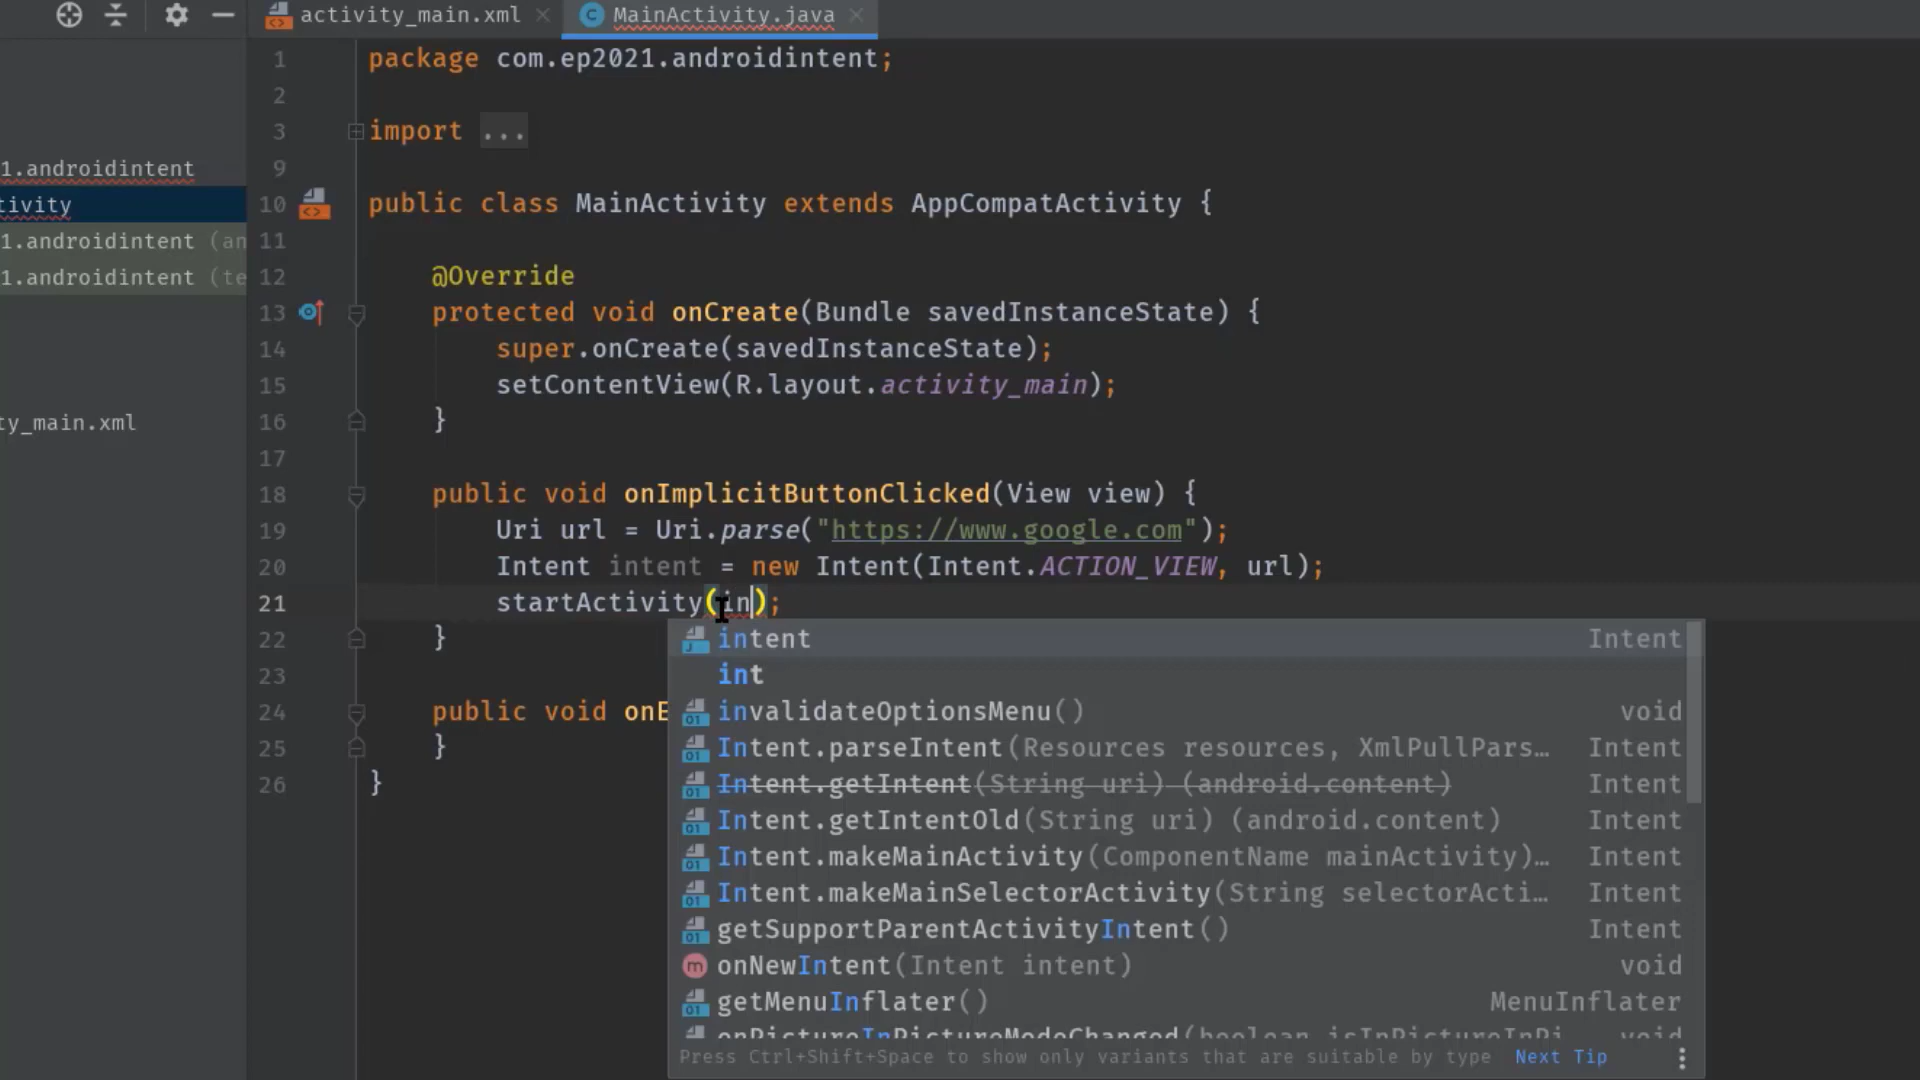 activity_main.xml
MainActivity.java
1.androidintent
tivity
1.androidintent (an
1.androidintent (te
ty_main.xml
1 package com.ep2021.androidintent;
2
3 import ...
9
10 public class MainActivity extends AppCompatActivity {
11
12 @Override
13 protected void onCreate(Bundle savedInstanceState) {
14 super.onCreate(savedInstanceState);
15 setContentView(R.layout.activity_main);
16 }
17
18 public void onImplicitButtonClicked(View view) {
19 Uri url = Uri.parse("https://www.google.com");
20 Intent intent = new Intent(Intent.ACTION_VIEW, url);
21 startActivity(in);
22 }
23
24 public void onE
25 }
26 }
intent Intent
int
invalidateOptionsMenu() void
Intent.parseIntent(Resources resources, XmlPullPars… Intent
Intent.getIntent(String uri) (android.content) Intent
Intent.getIntentOld(String uri) (android.content) Intent
Intent.makeMainActivity(ComponentName mainActivity)… Intent
Intent.makeMainSelectorActivity(String selectorActi… Intent
getSupportParentActivityIntent() Intent
onNewIntent(Intent intent) void
getMenuInflater() MenuInflater
onPictureInPictureModeChanged(boolean isInPictureInPi… void
Press Ctrl+Shift+Space to show only variants that are suitable by type Next Tip